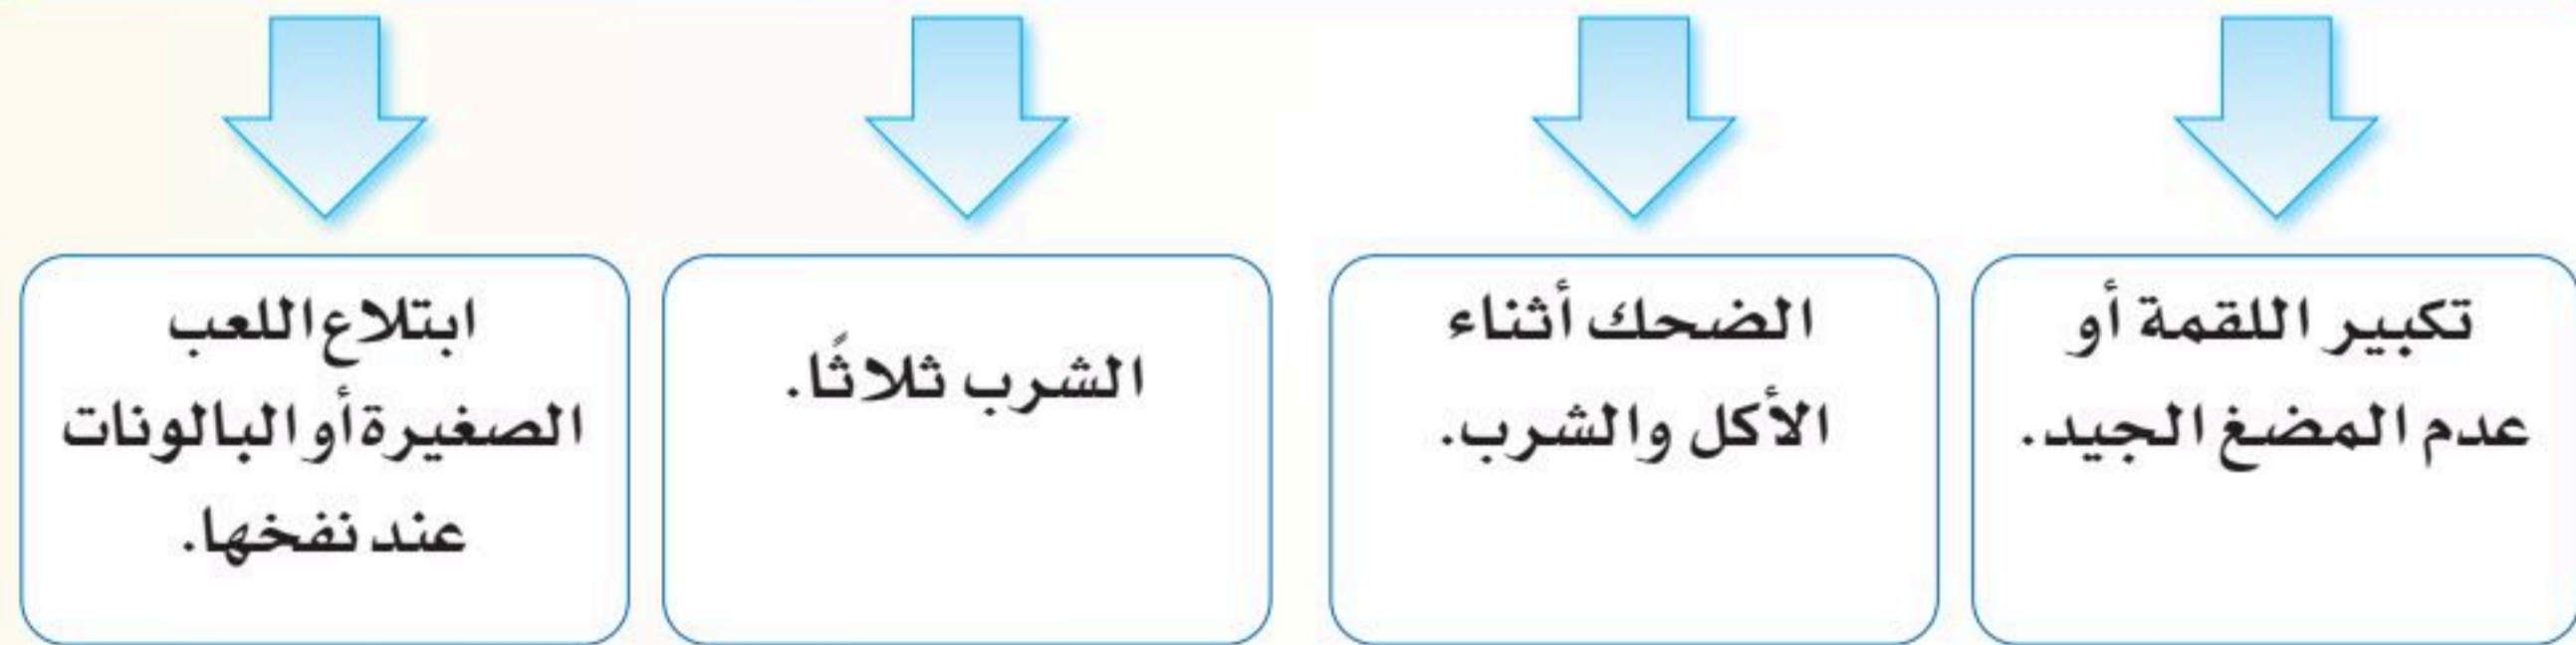 تكبير اللقمة أو
عدم المضغ الجيد.
الضحك أثناء
الأكل والشرب.
الشرب ثلاثًا.
ابتلاع اللعب
الصغيرة أو البالونات
عند نفخها.